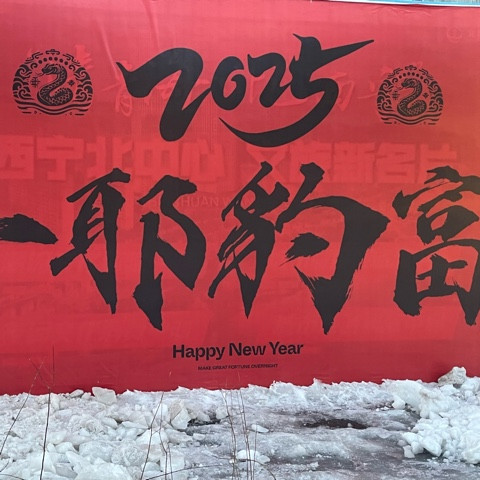 2025
一耶豹富
Happy New Year
MAKE GREAT FORTUNE OVERNIGHT